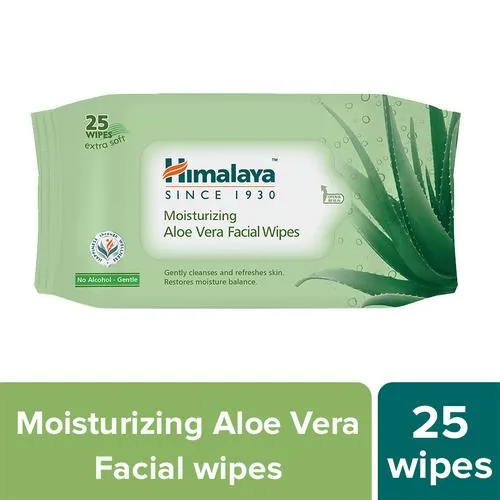 25
WIPES
extra soft
Himalaya™
SINCE 1930
Moisturizing
Aloe Vera Facial Wipes
Gently cleanses and refreshes skin.
Restores moisture balance.
No Alcohol - Gentle
Moisturizing Aloe Vera
Facial wipes
25
wipes